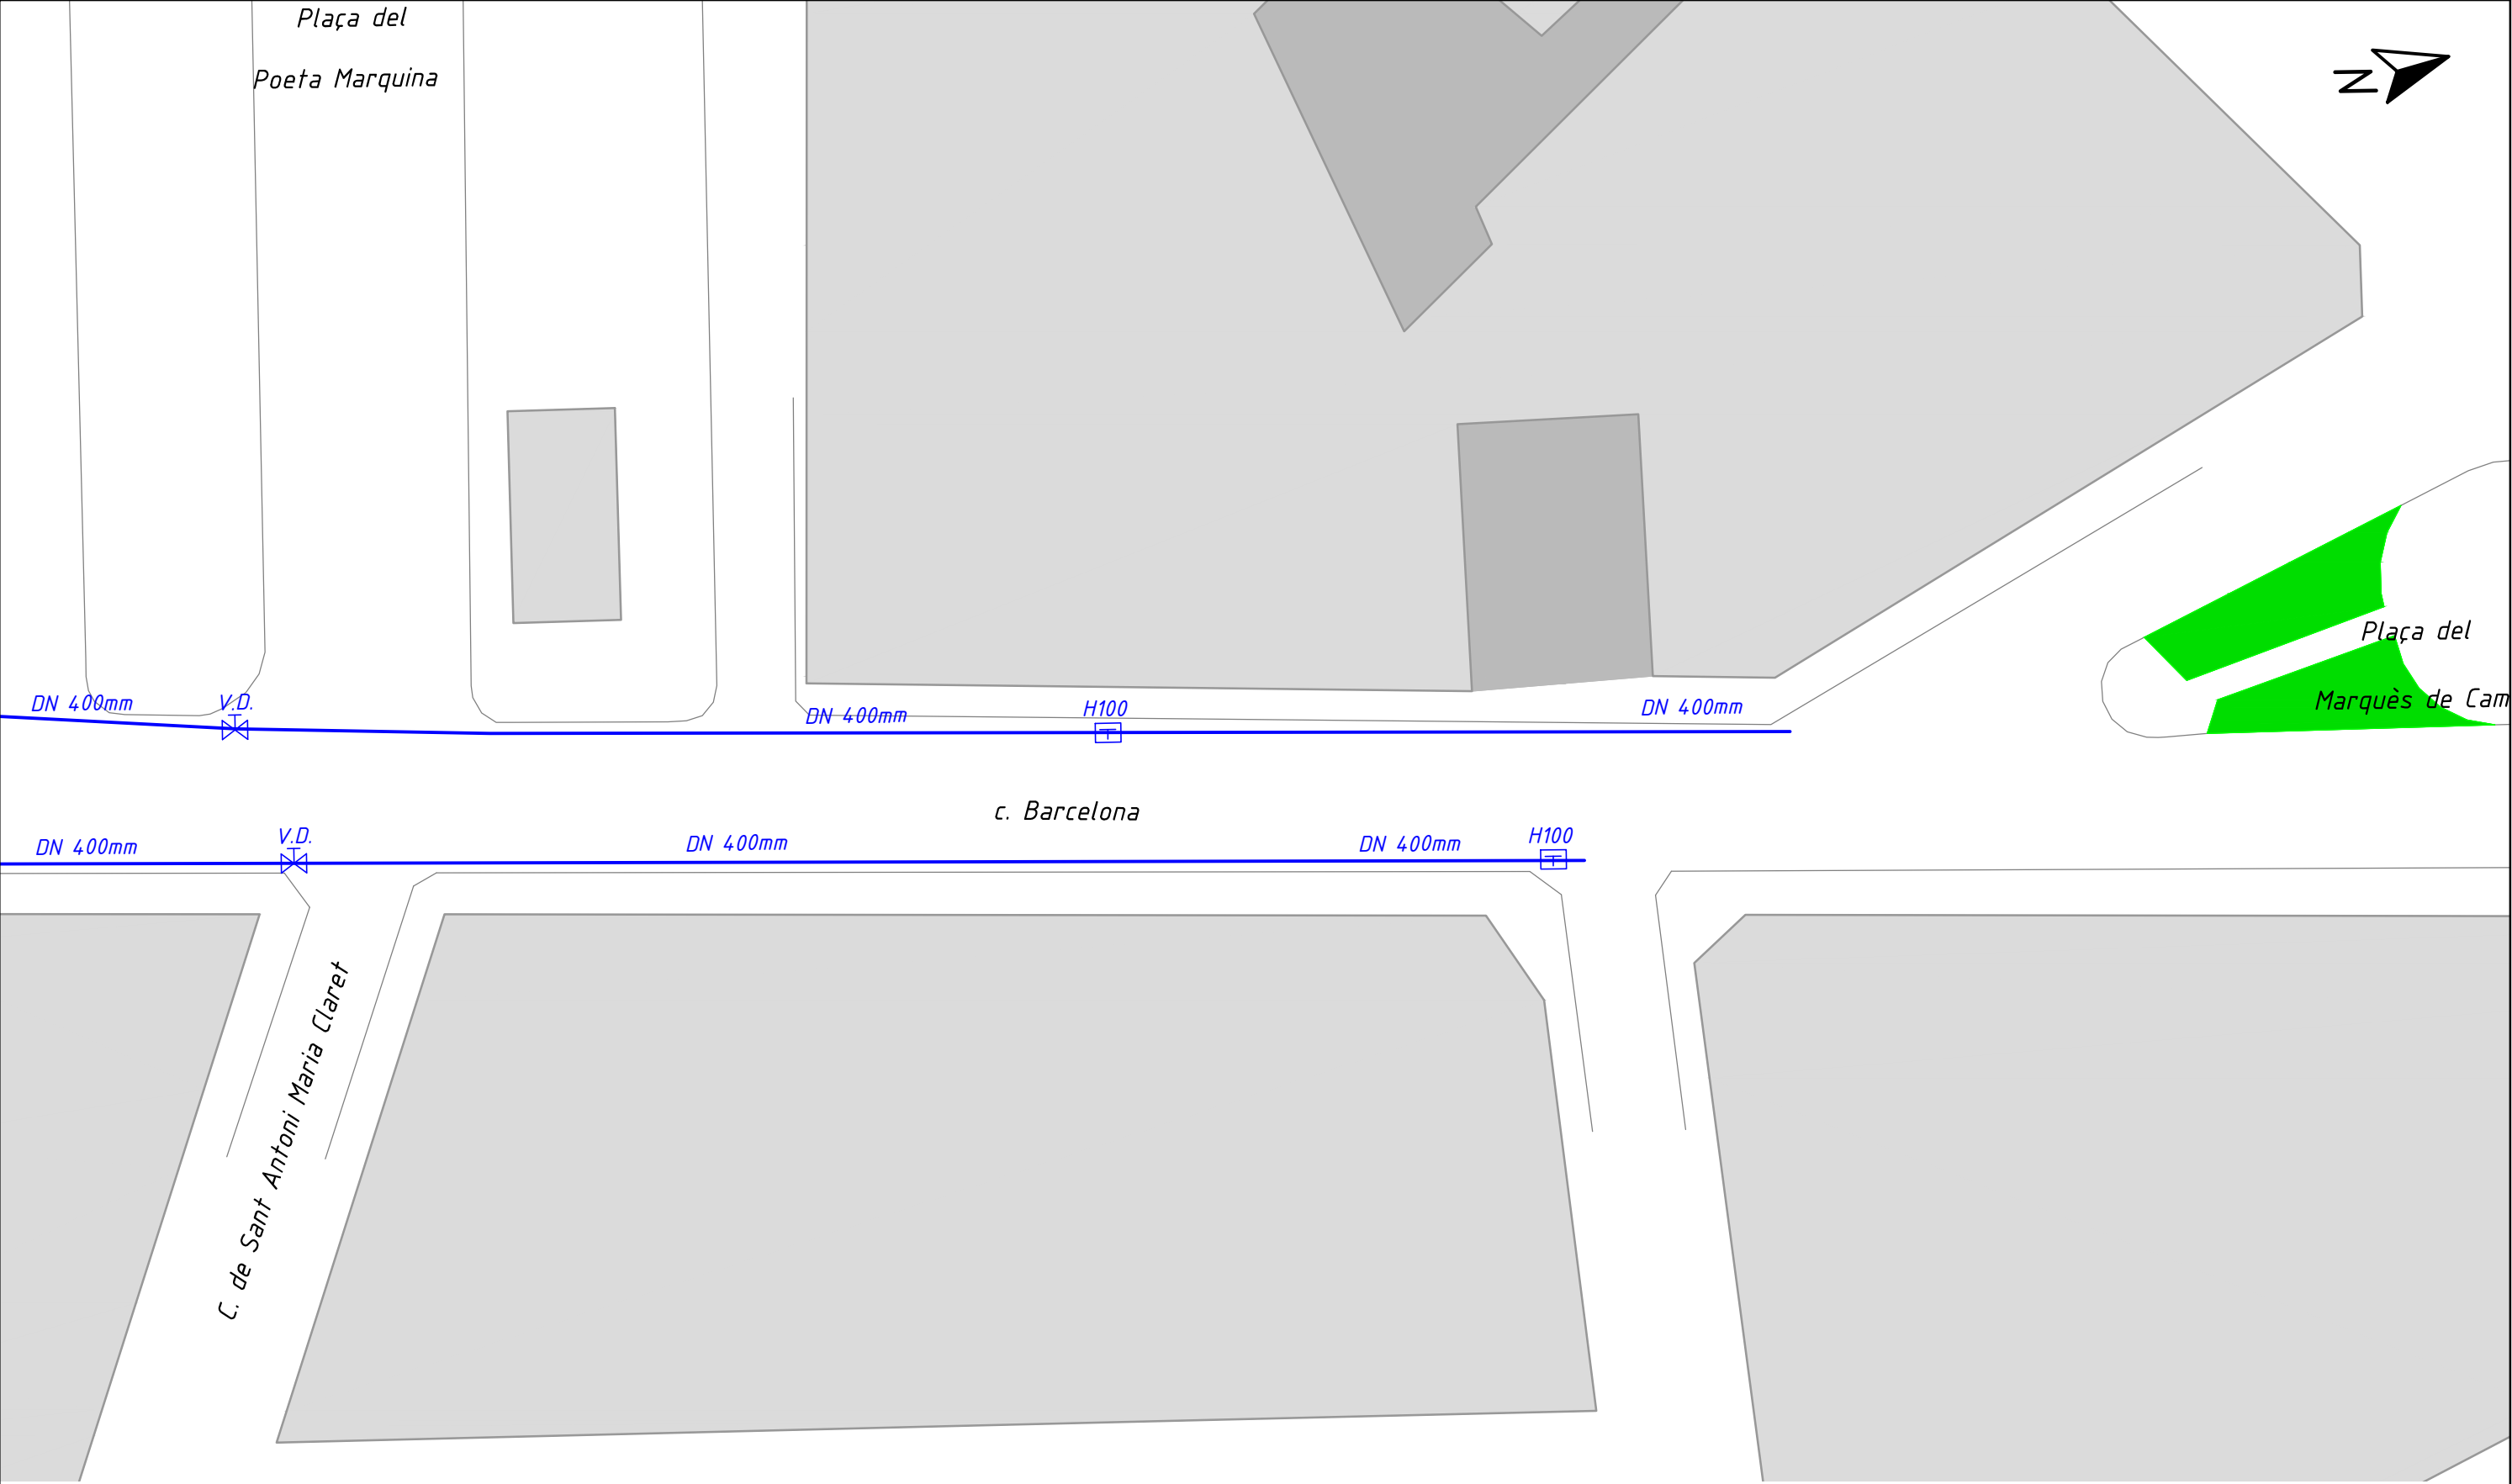 Plaça del
Poeta Marquina
N
Plaça del
Marquès de Cam
DN 400mm
V.D.
DN 400mm
H100
DN 400mm
c. Barcelona
DN 400mm
V.D.
DN 400mm
DN 400mm
H100
C. de Sant Antoni Maria Claret